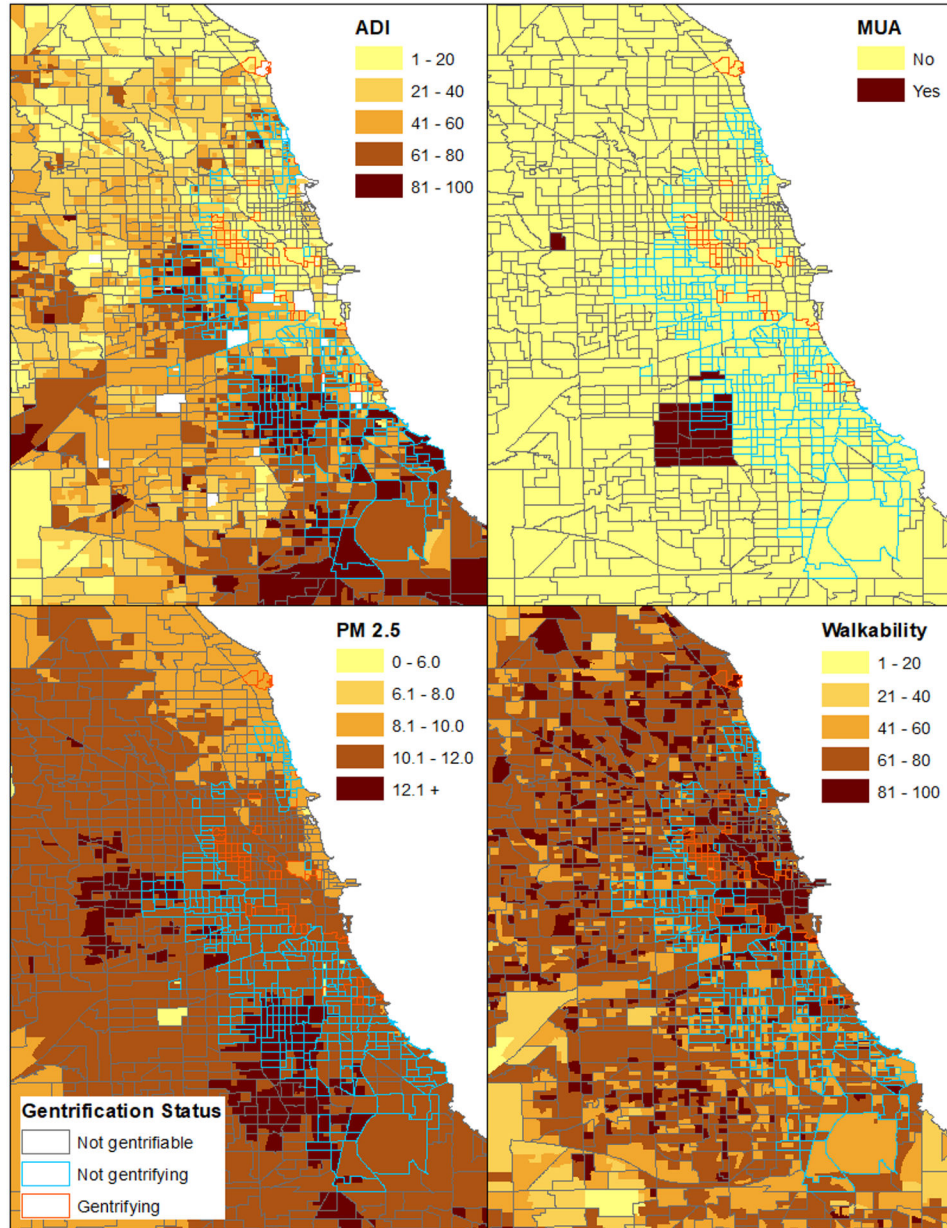 ADI
1 - 20
21 - 40
41 - 60
61 - 80
81 - 100
MUA
No
Yes
PM 2.5
0 - 6.0
6.1 - 8.0
8.1 - 10.0
10.1 - 12.0
12.1 +
Walkability
1 - 20
21 - 40
41 - 60
61 - 80
81 - 100
Gentrification Status
Not gentrifiable
Not gentrifying
Gentrifying